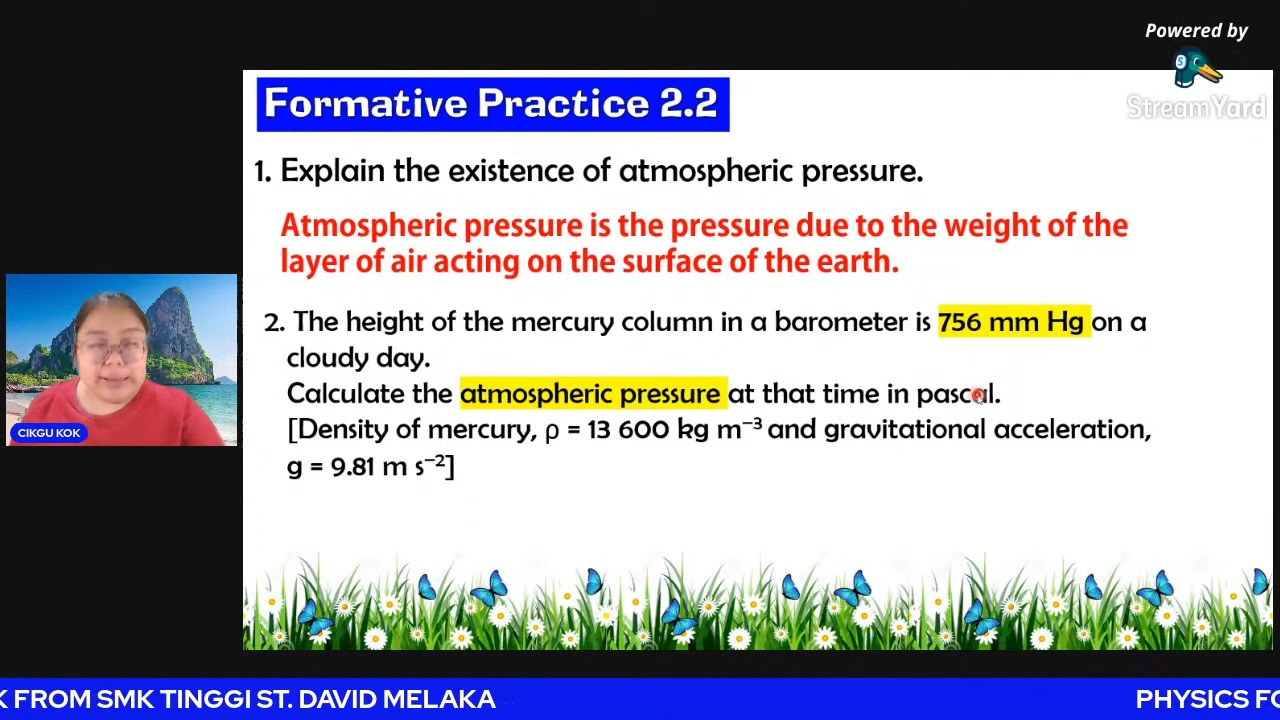 Powered by
StreamYard
Formative Practice 2.2
1. Explain the existence of atmospheric pressure.
Atmospheric pressure is the pressure due to the weight of the
layer of air acting on the surface of the earth.
2. The height of the mercury column in a barometer is 756 mm Hg on a
cloudy day.
Calculate the atmospheric pressure at that time in pascal.
[Density of mercury, ρ = 13 600 kg m⁻³ and gravitational acceleration,
g = 9.81 m s⁻²]
CIKGU KOK
K FROM SMK TINGGI ST. DAVID MELAKA
PHYSICS FO